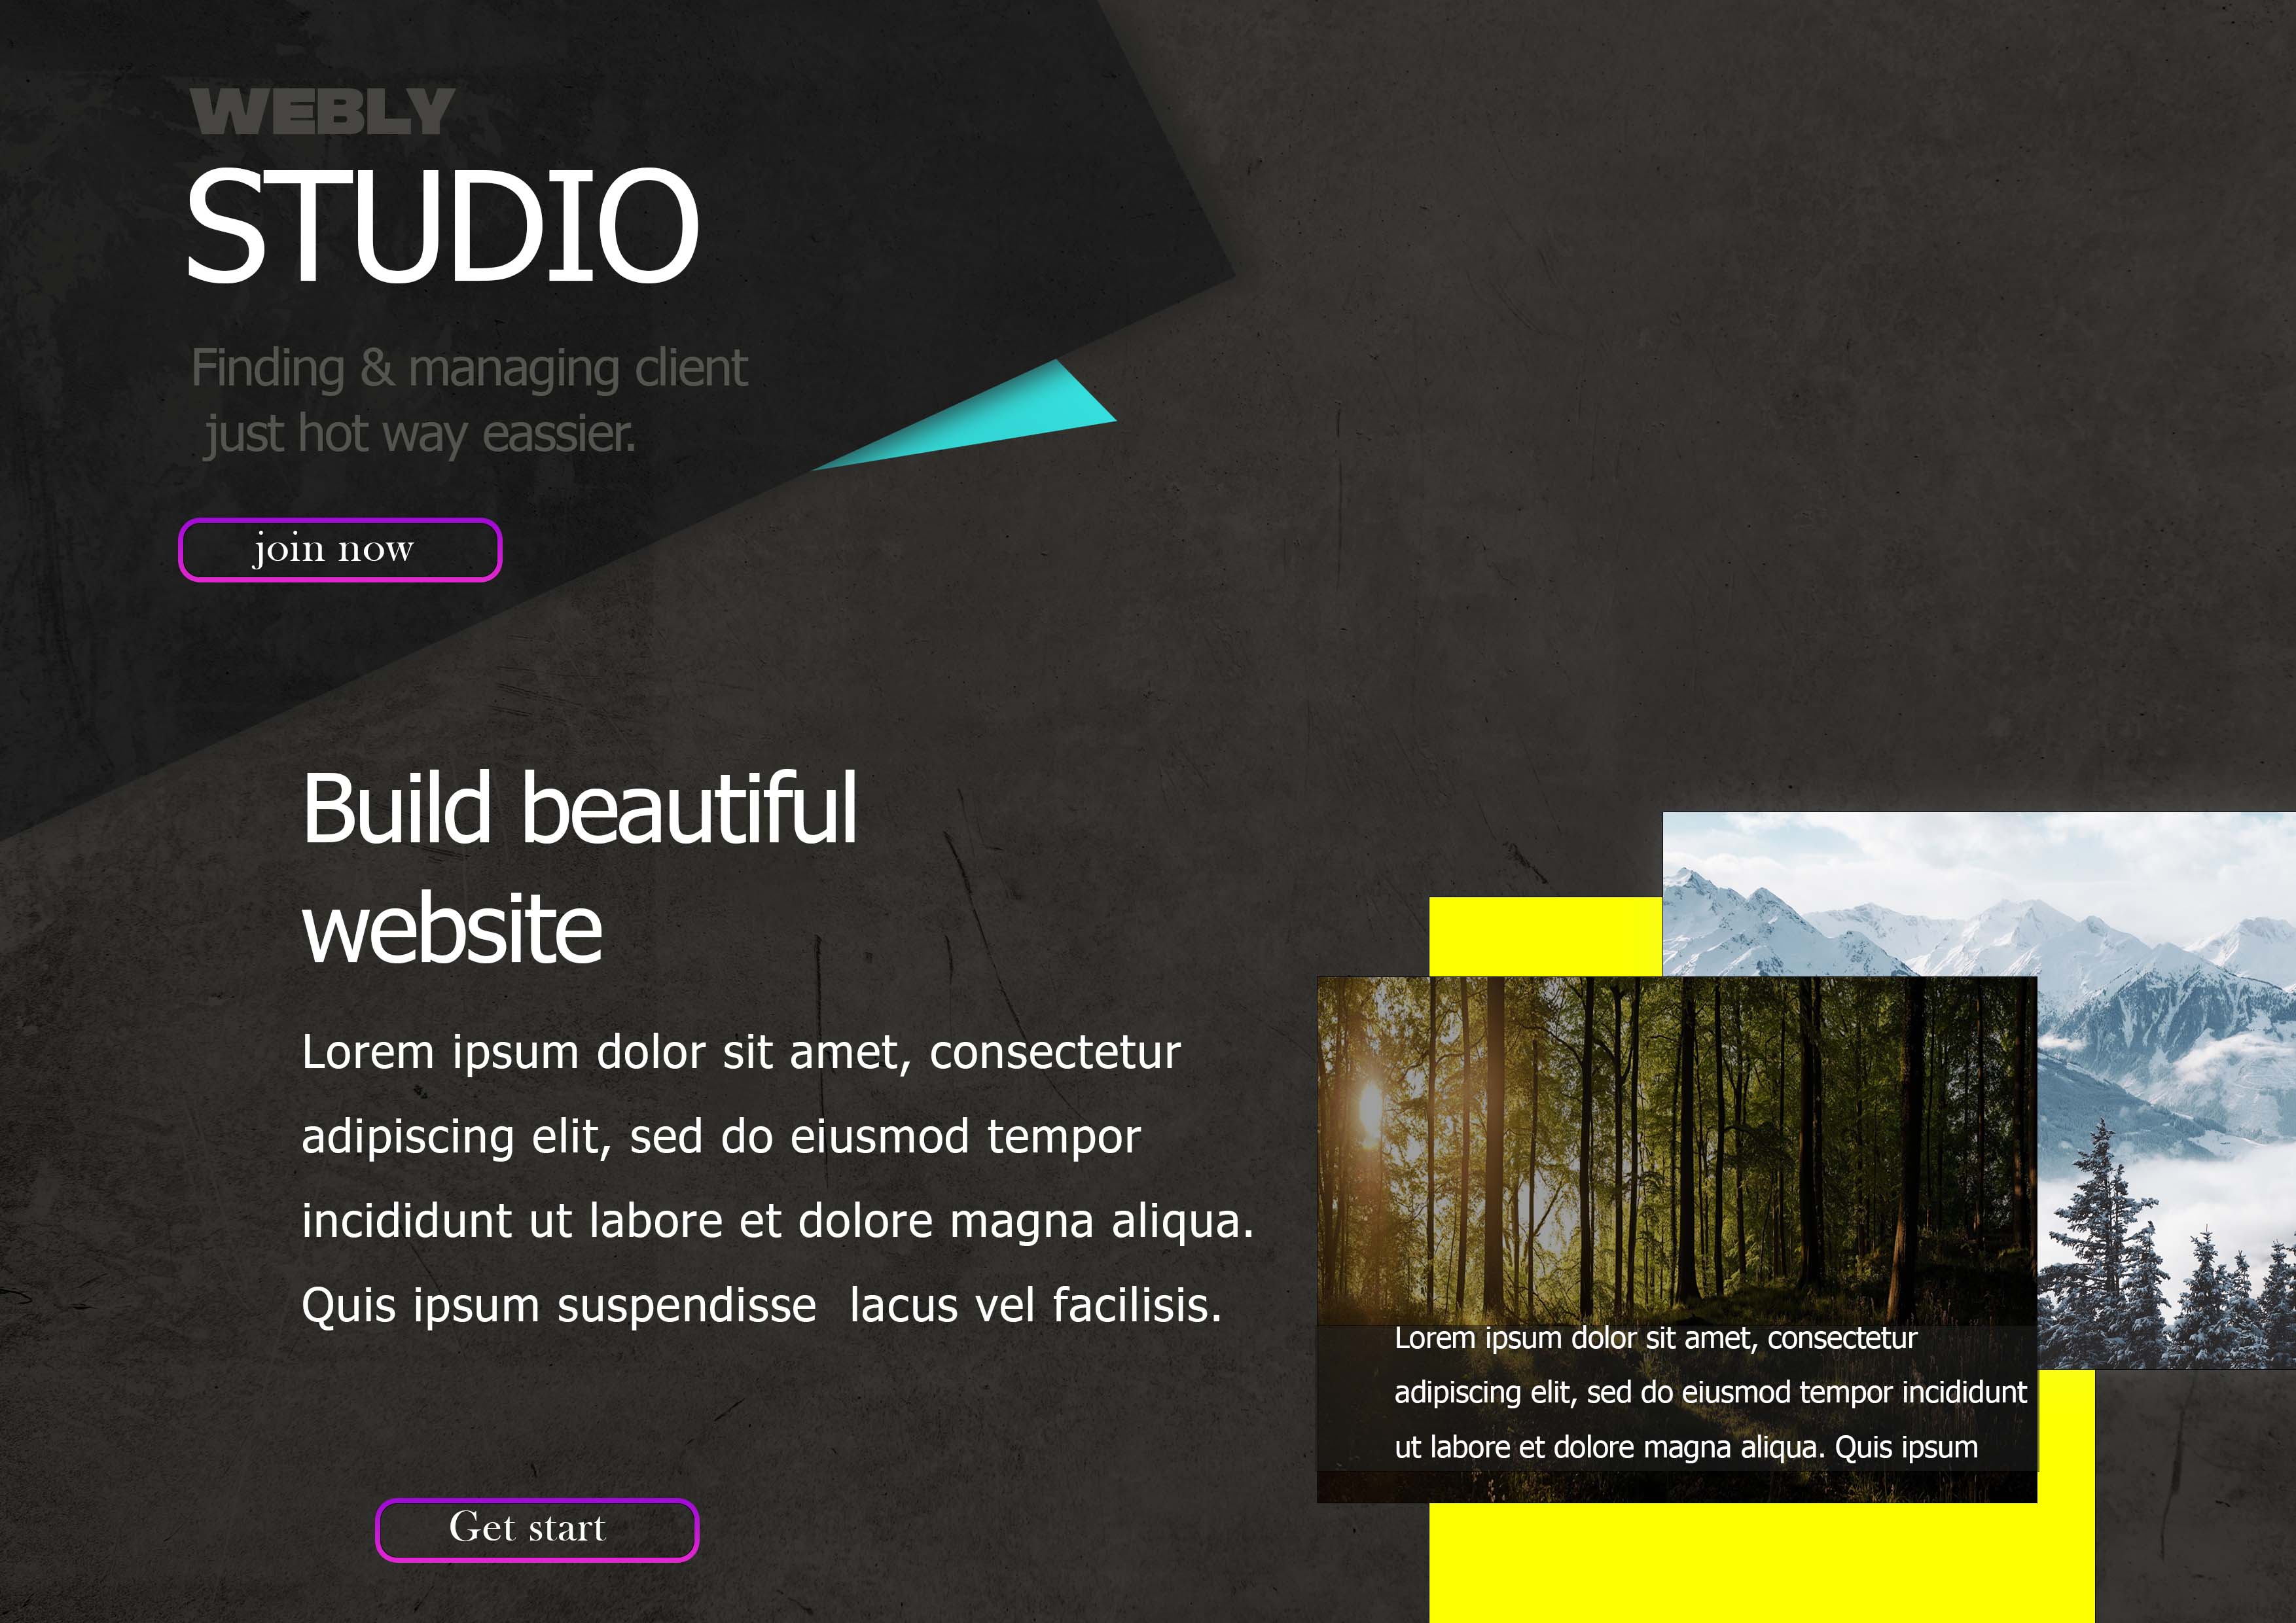 WEBLY
STUDIO
Finding & managing client
just hot way eassier.
join now
Build beautiful
website
Lorem ipsum dolor sit amet, consectetur
adipiscing elit, sed do eiusmod tempor
incididunt ut labore et dolore magna aliqua.
Quis ipsum suspendisse  lacus vel facilisis.
Get start
Lorem ipsum dolor sit amet, consectetur
adipiscing elit, sed do eiusmod tempor incididunt
ut labore et dolore magna aliqua. Quis ipsum